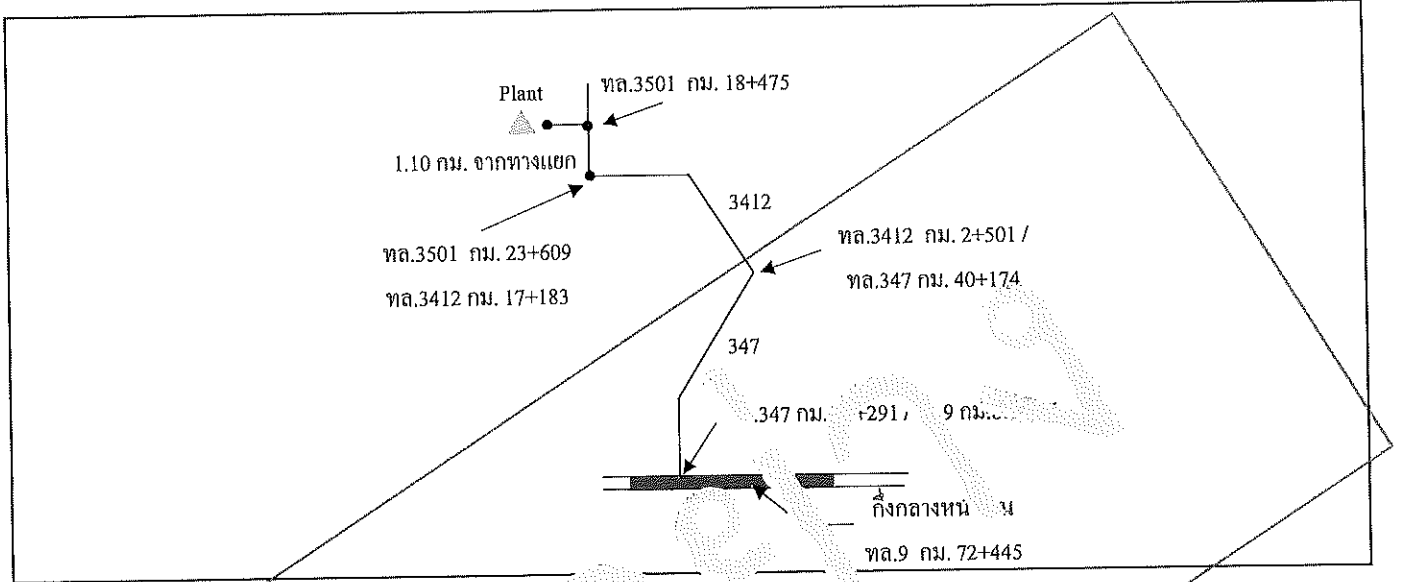 ทล.3501 กม. 18+475
Plant
1.10 กม. จากทางแยก
3412
ทล.3412 กม. 2+501 /
ทล.347 กม. 40+174
ทล.3501 กม. 23+609
ทล.3412 กม. 17+183
347
.347 กม. +291 / 9 กม.
กึ่งกลางหน
ทล.9 กม. 72+445